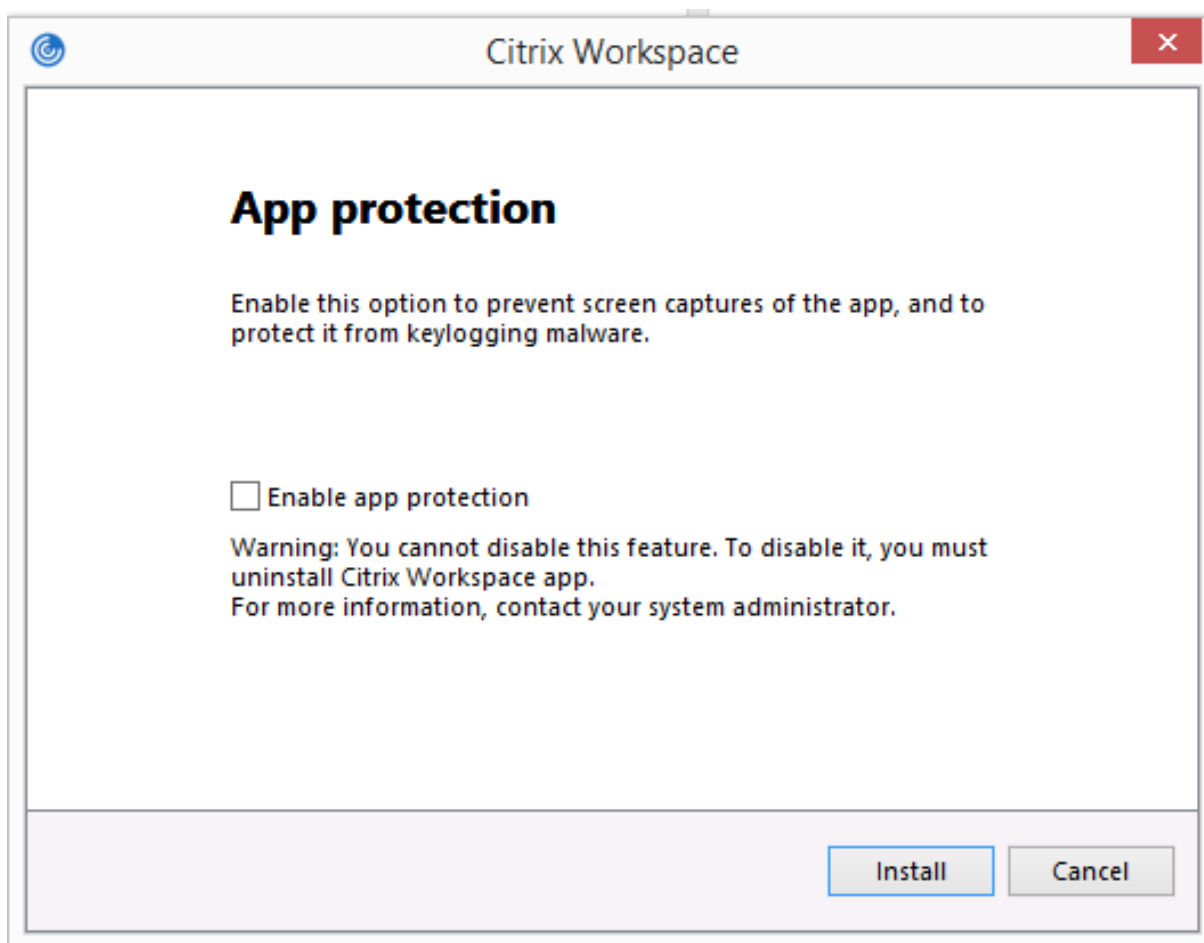 Citrix Workspace
App protection
Enable this option to prevent screen captures of the app, and to
protect it from keylogging malware.
Enable app protection
Warning: You cannot disable this feature. To disable it, you must
uninstall Citrix Workspace app.
For more information, contact your system administrator.
Install
Cancel